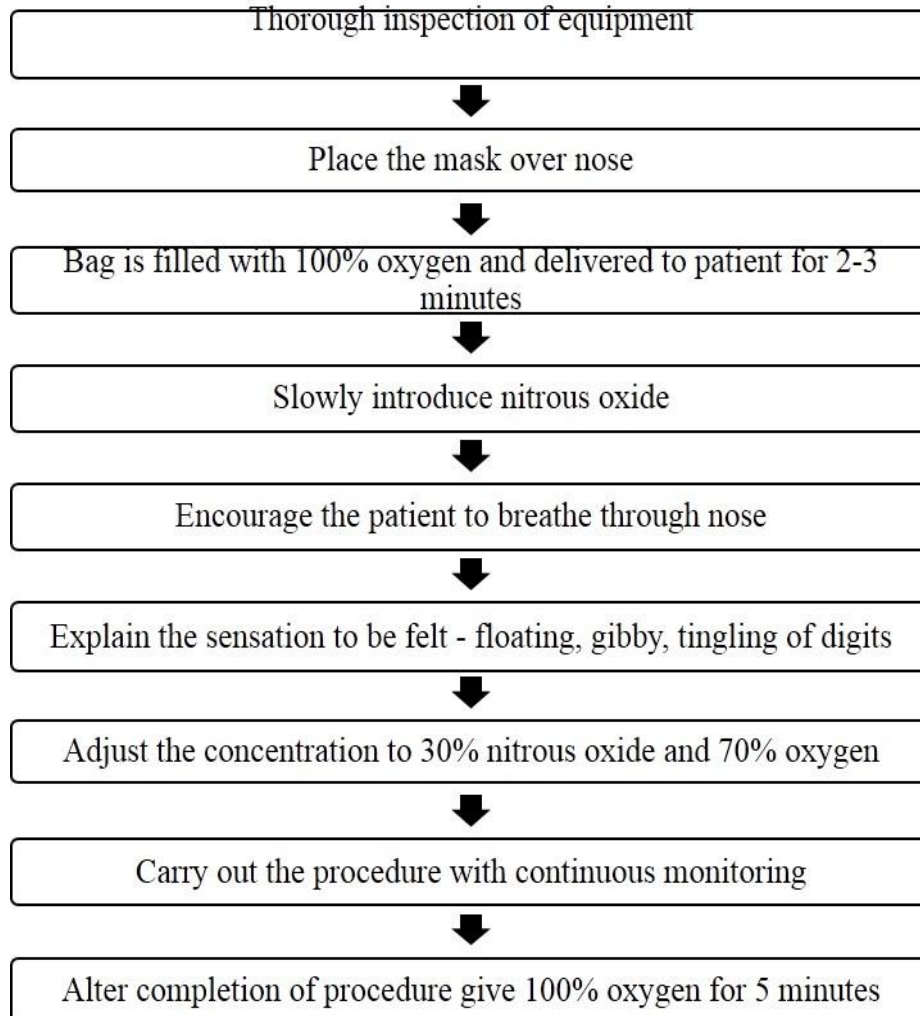 Thorough inspection of equipment
Place the mask over nose
Bag is filled with 100% oxygen and delivered to patient for 2-3
minutes
Slowly introduce nitrous oxide
Encourage the patient to breathe through nose
Explain the sensation to be felt - floating, gibby, tingling of digits
Adjust the concentration to 30% nitrous oxide and 70% oxygen
Carry out the procedure with continuous monitoring
Alter completion of procedure give 100% oxygen for 5 minutes